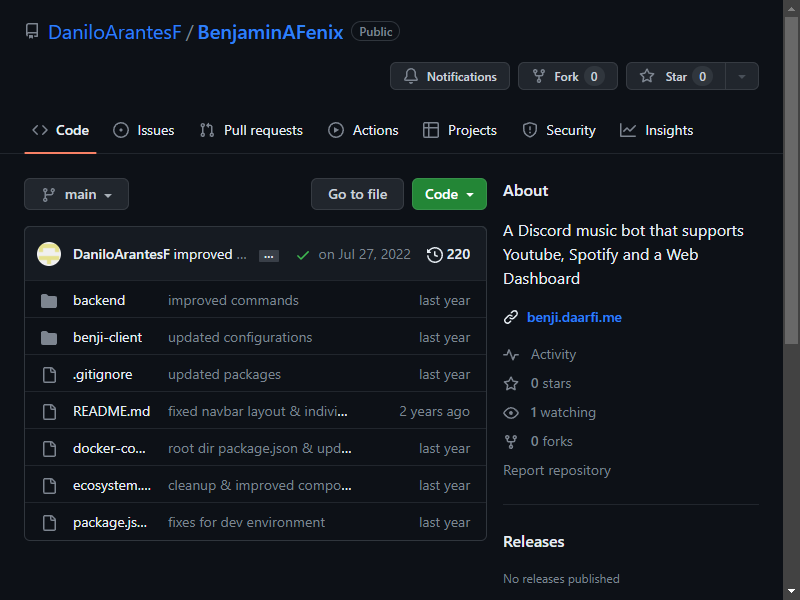 DaniloArantesF / BenjaminAFenix Public
Notifications Fork 0 Star 0
Code Issues Pull requests Actions Projects Security Insights
main Go to file Code
DaniloArantesF improved ... ... on Jul 27, 2022 220
backend improved commands last year
benji-client updated configurations last year
.gitignore updated packages last year
README.md fixed navbar layout & indivi... 2 years ago
docker-co... root dir package.json & upd... last year
ecosystem.... cleanup & improved compo... last year
package.js... fixes for dev environment last year
About
A Discord music bot that supports
Youtube, Spotify and a Web
Dashboard
benji.daarfi.me
Activity
0 stars
1 watching
0 forks
Report repository
Releases
No releases published